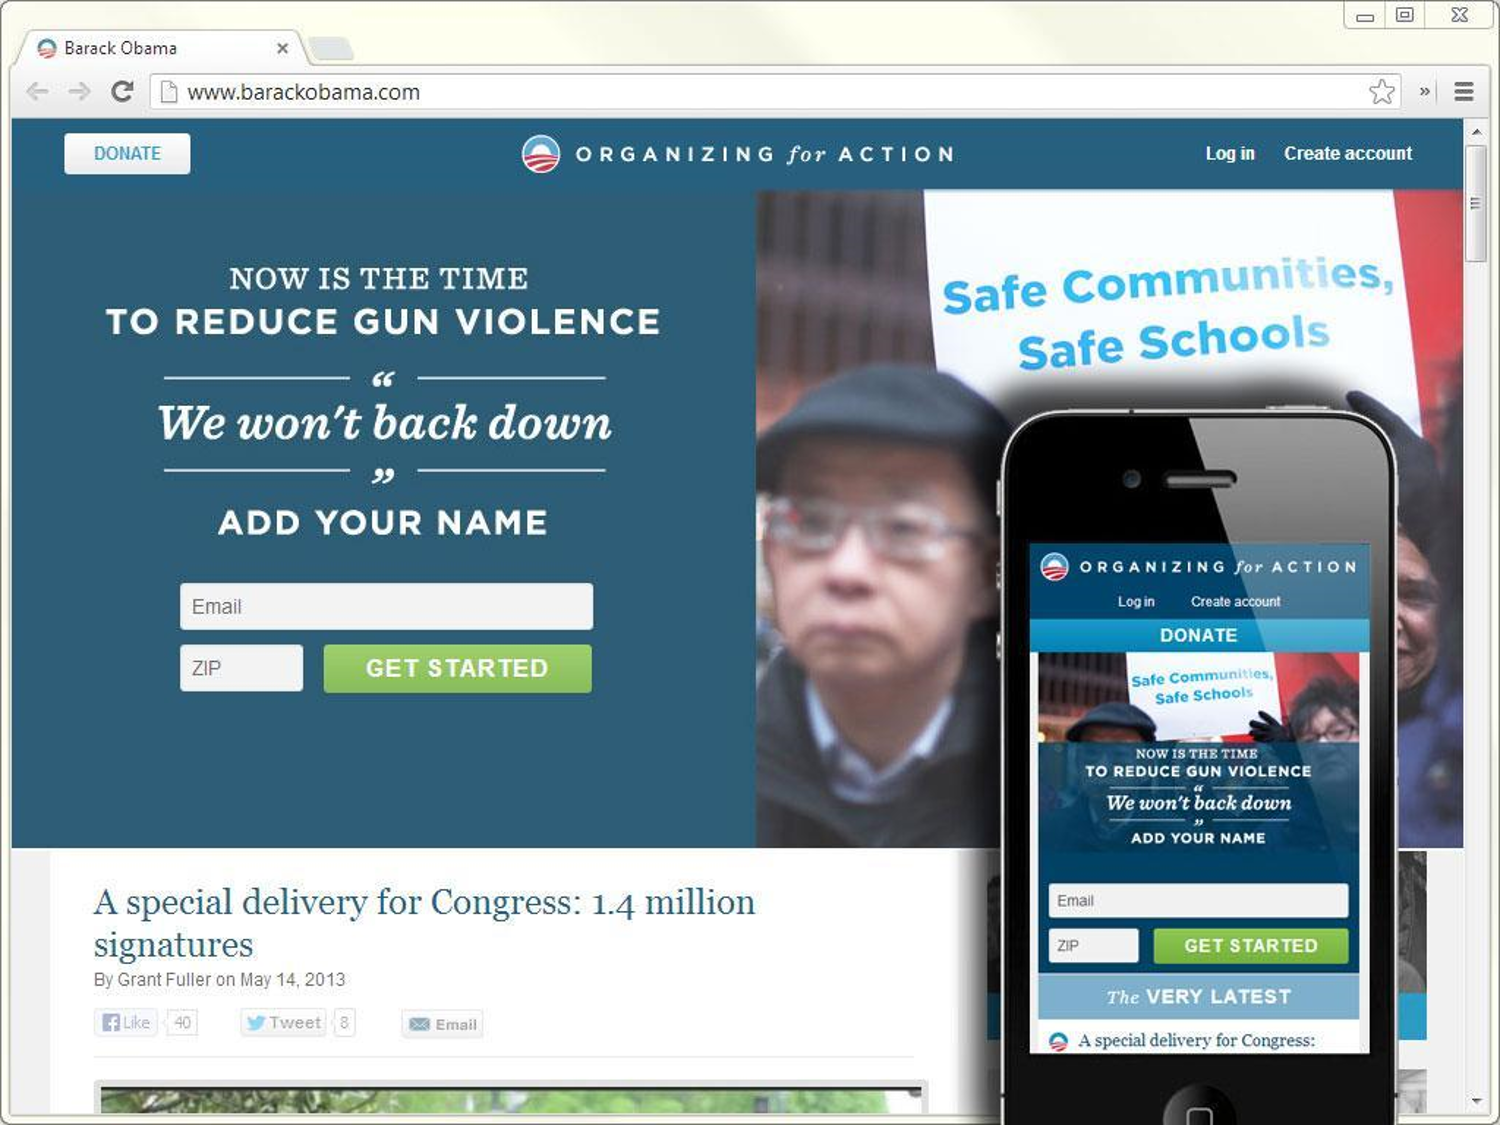 Barack Obama
www.barackobama.com
DONATE
ORGANIZING for ACTION
Log in
Create account
NOW IS THE TIME
TO REDUCE GUN VIOLENCE
“
We won't back down
”
ADD YOUR NAME
Email
ZIP
GET STARTED
Safe Communities,
Safe Schools
A special delivery for Congress: 1.4 million
signatures
By Grant Fuller on May 14, 2013
Like 40
Tweet 8
Email
ORGANIZING for ACTION
Log in Create account
DONATE
Safe Communities,
Safe Schools
NOW IS THE TIME
TO REDUCE GUN VIOLENCE
“
We won't back down
”
ADD YOUR NAME
Email
ZIP
GET STARTED
The VERY LATEST
A special delivery for Congress: